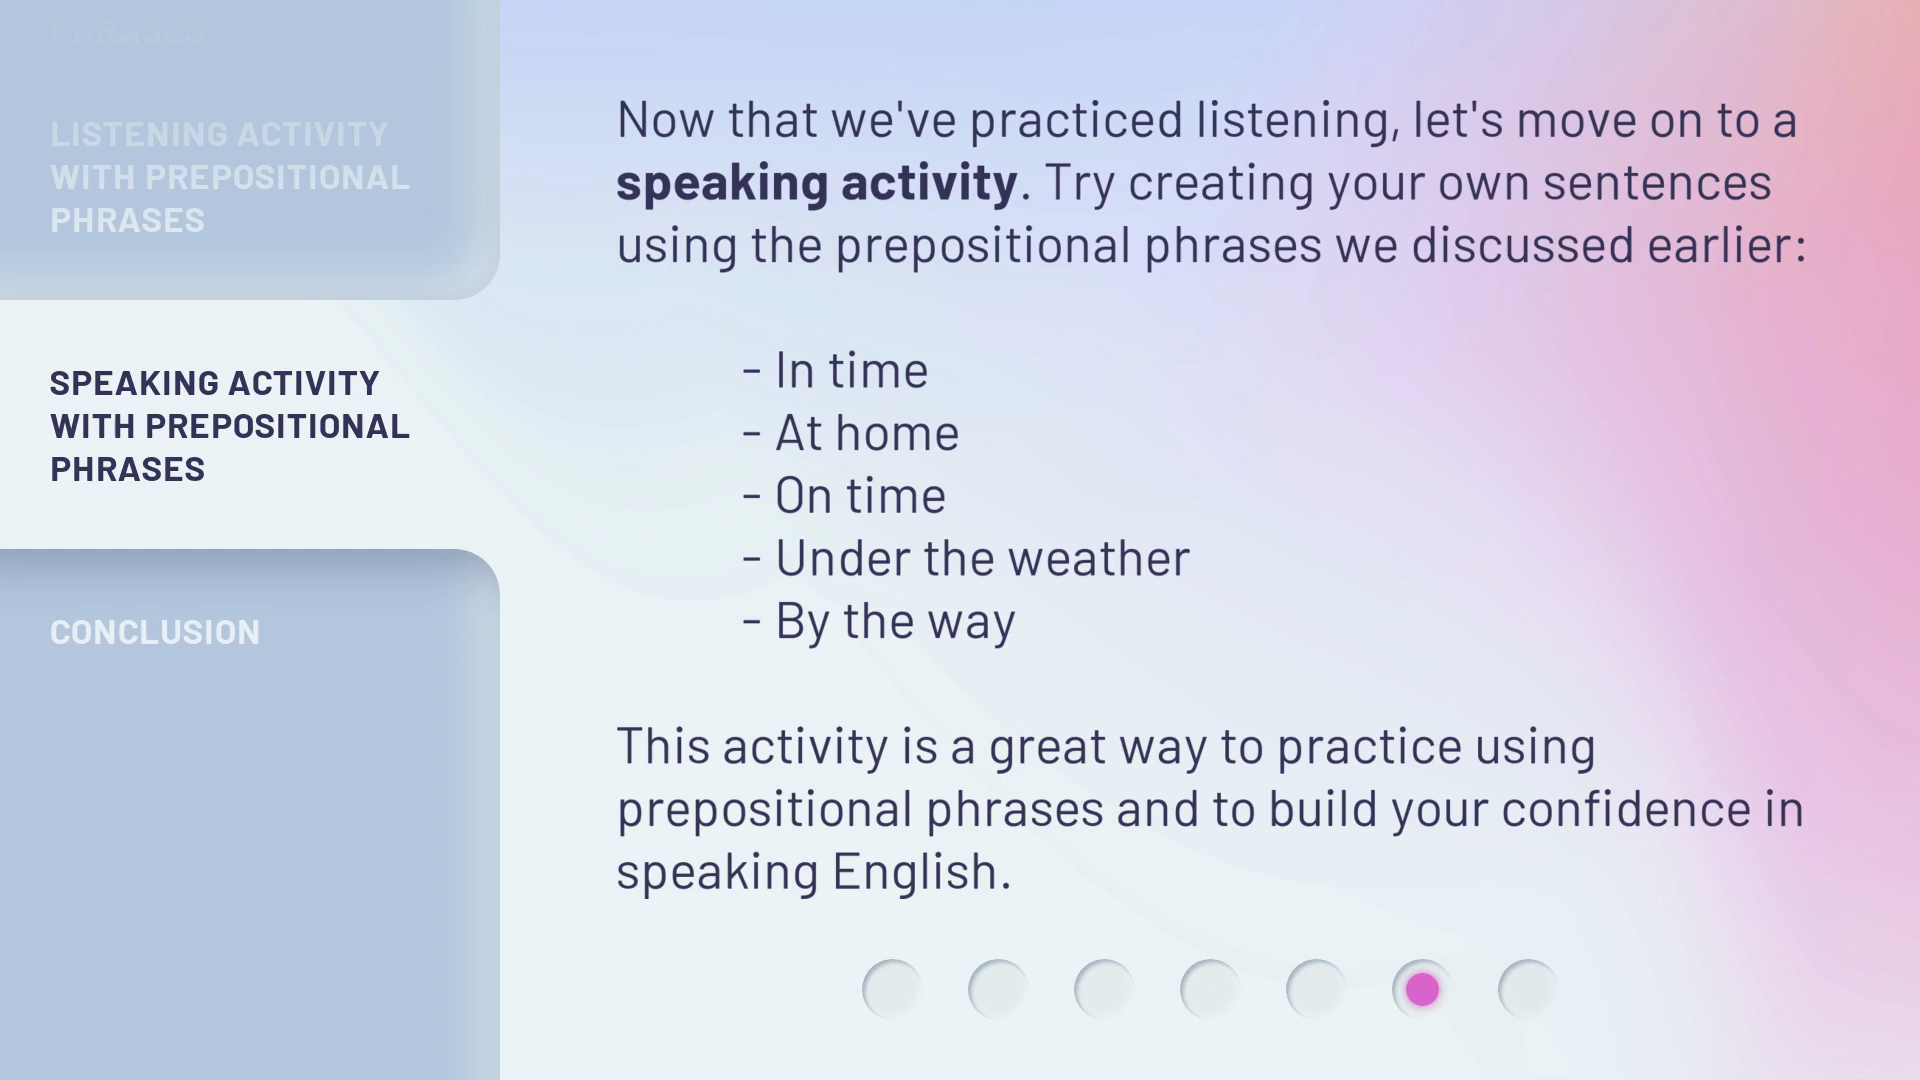 PHRASES
LISTENING ACTIVITY
WITH PREPOSITIONAL
PHRASES
SPEAKING ACTIVITY
WITH PREPOSITIONAL
PHRASES
CONCLUSION
Now that we've practiced listening, let's move on to a
speaking activity. Try creating your own sentences
using the prepositional phrases we discussed earlier:
- In time
- At home
- On time
- Under the weather
- By the way
This activity is a great way to practice using
prepositional phrases and to build your confidence in
speaking English.